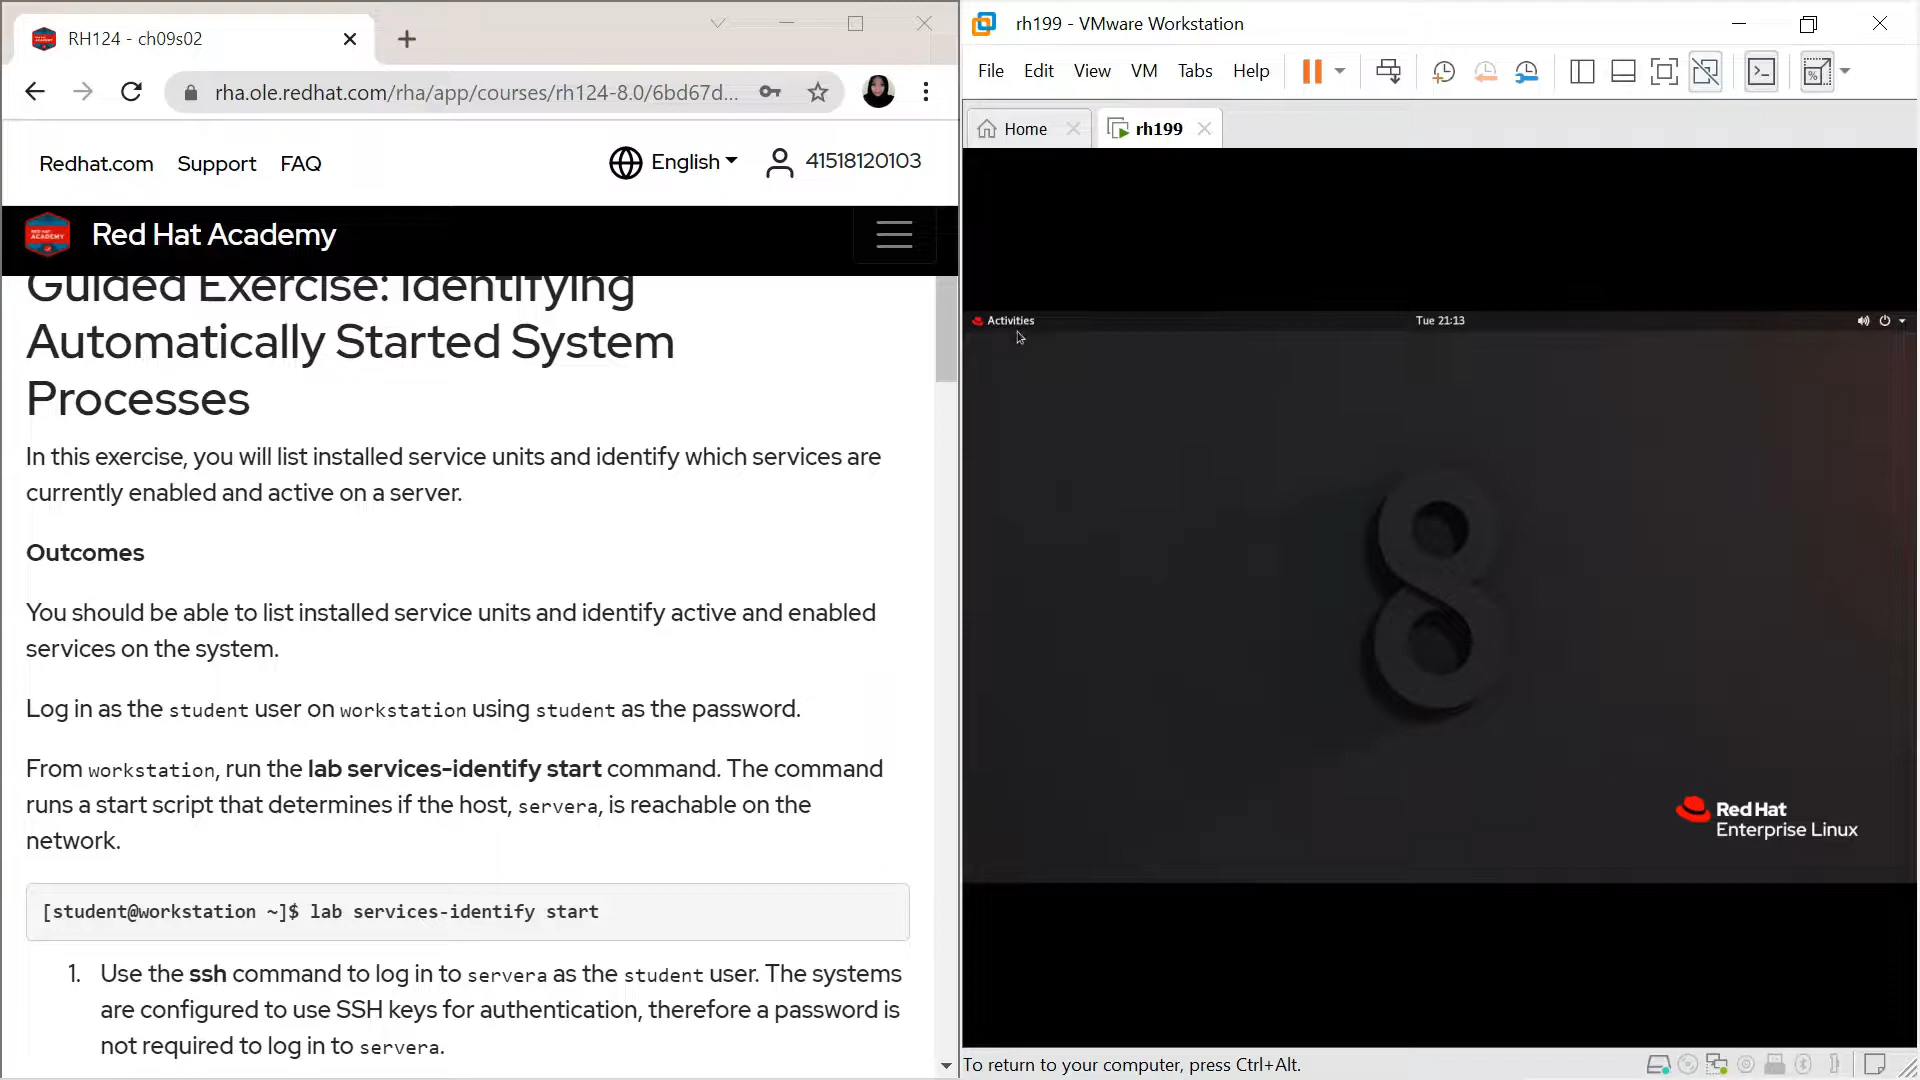 RH124 - ch09s02
rha.ole.redhat.com/rha/app/courses/rh124-8.0/6bd67d...
Redhat.com Support FAQ
English
41518120103
RED HAT ACADEMY
Red Hat Academy
Guided Exercise: Identifying
Automatically Started System
Processes
In this exercise, you will list installed service units and identify which services are
currently enabled and active on a server.
Outcomes
You should be able to list installed service units and identify active and enabled
services on the system.
Log in as the student user on workstation using student as the password.
From workstation, run the lab services-identify start command. The command
runs a start script that determines if the host, servera, is reachable on the
network.
[student@workstation ~]$ lab services-identify start
1. Use the ssh command to log in to servera as the student user. The systems
are configured to use SSH keys for authentication, therefore a password is
not required to log in to servera.
rh199 - VMware Workstation
File Edit View VM Tabs Help
Home
rh199
Activities
Tue 21:13
8
Red Hat
Enterprise Linux
To return to your computer, press Ctrl+Alt.